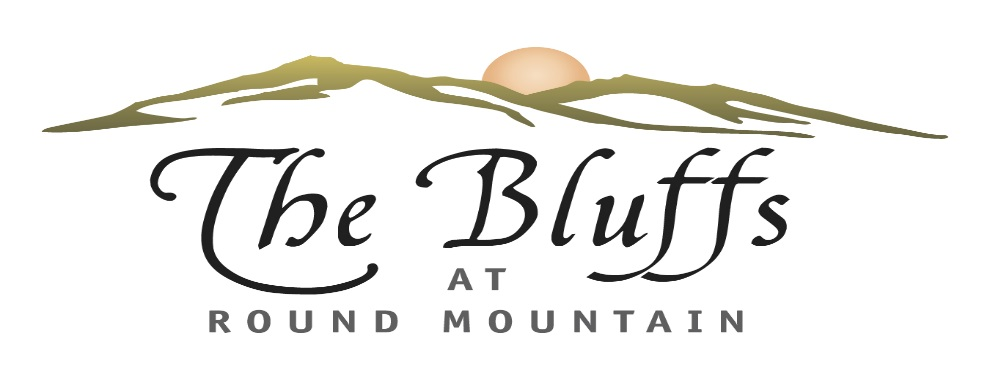 The Bluffs
AT
ROUND MOUNTAIN